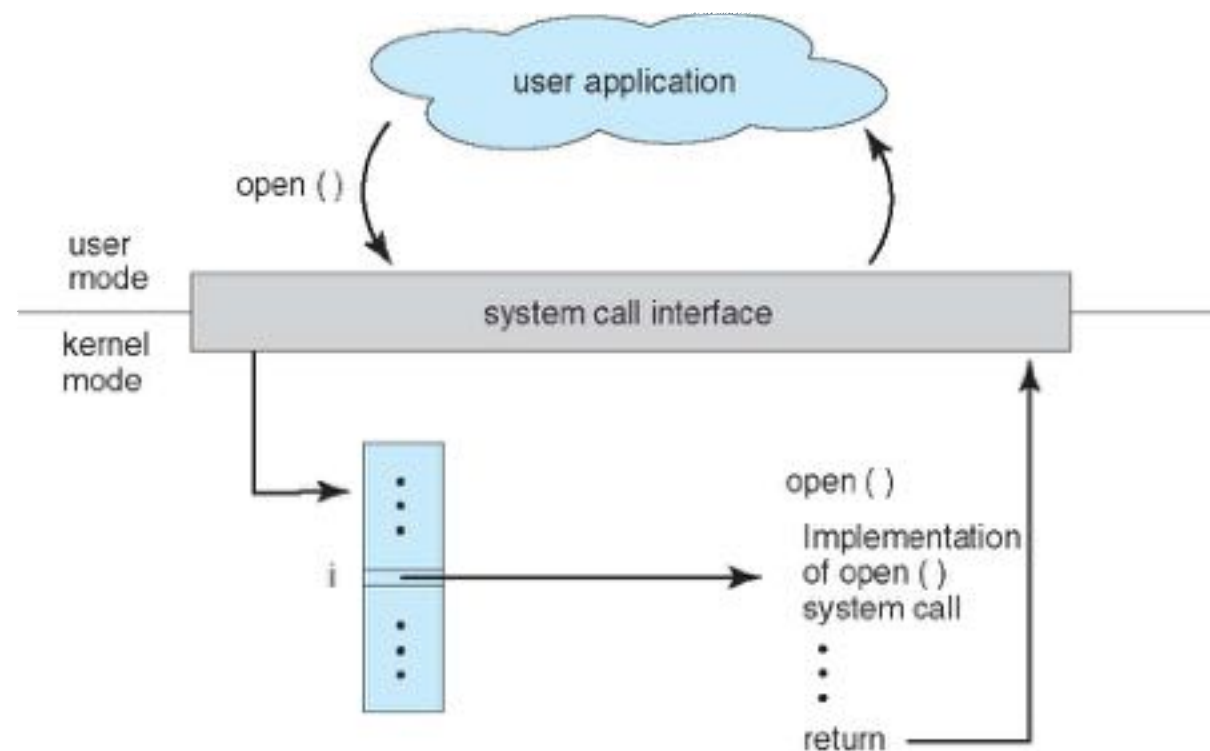 user application
open ( )
user
mode
system call interface
kernel
mode
open ( )
Implementation
of open ( )
system call
i
return